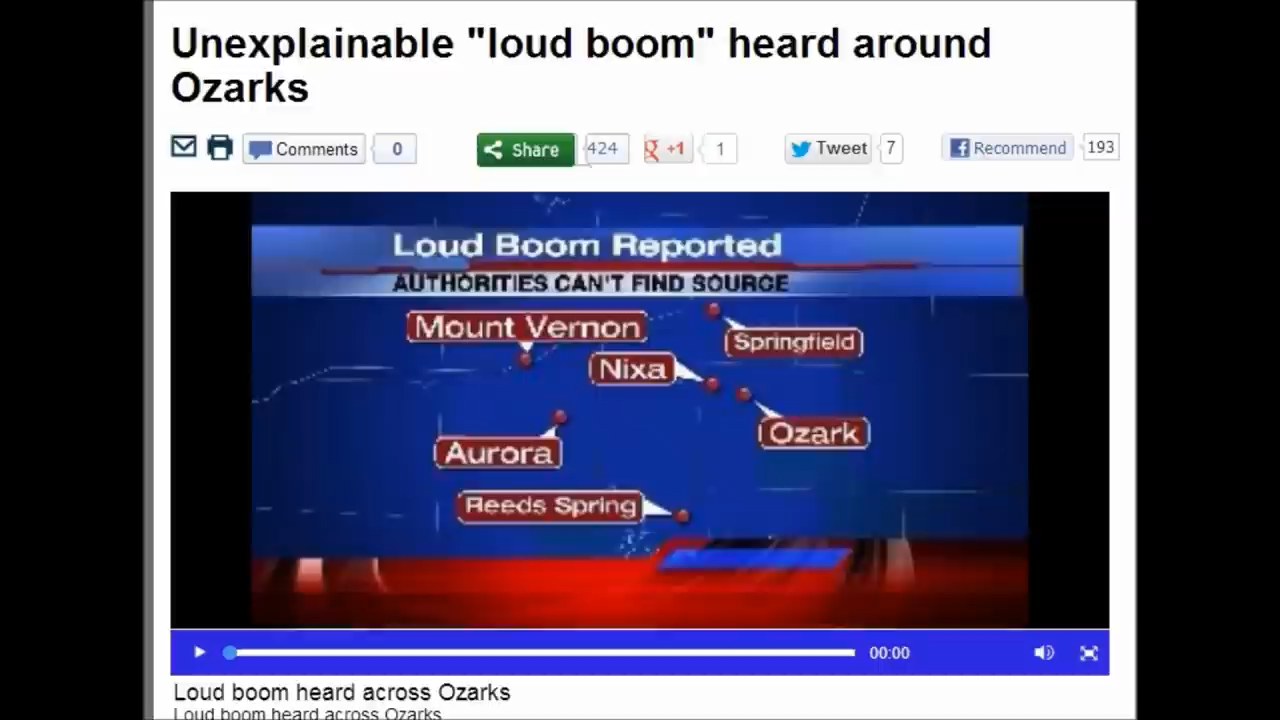 Unexplainable "loud boom" heard around
Ozarks
Comments 0 Share 424 +1 1 Tweet 7 Recommend 193
Loud Boom Reported
AUTHORITIES CAN'T FIND SOURCE
Mount Vernon
Springfield
Nixa
Ozark
Aurora
Reeds Spring
00:00
Loud boom heard across Ozarks
Loud boom heard across Ozarks